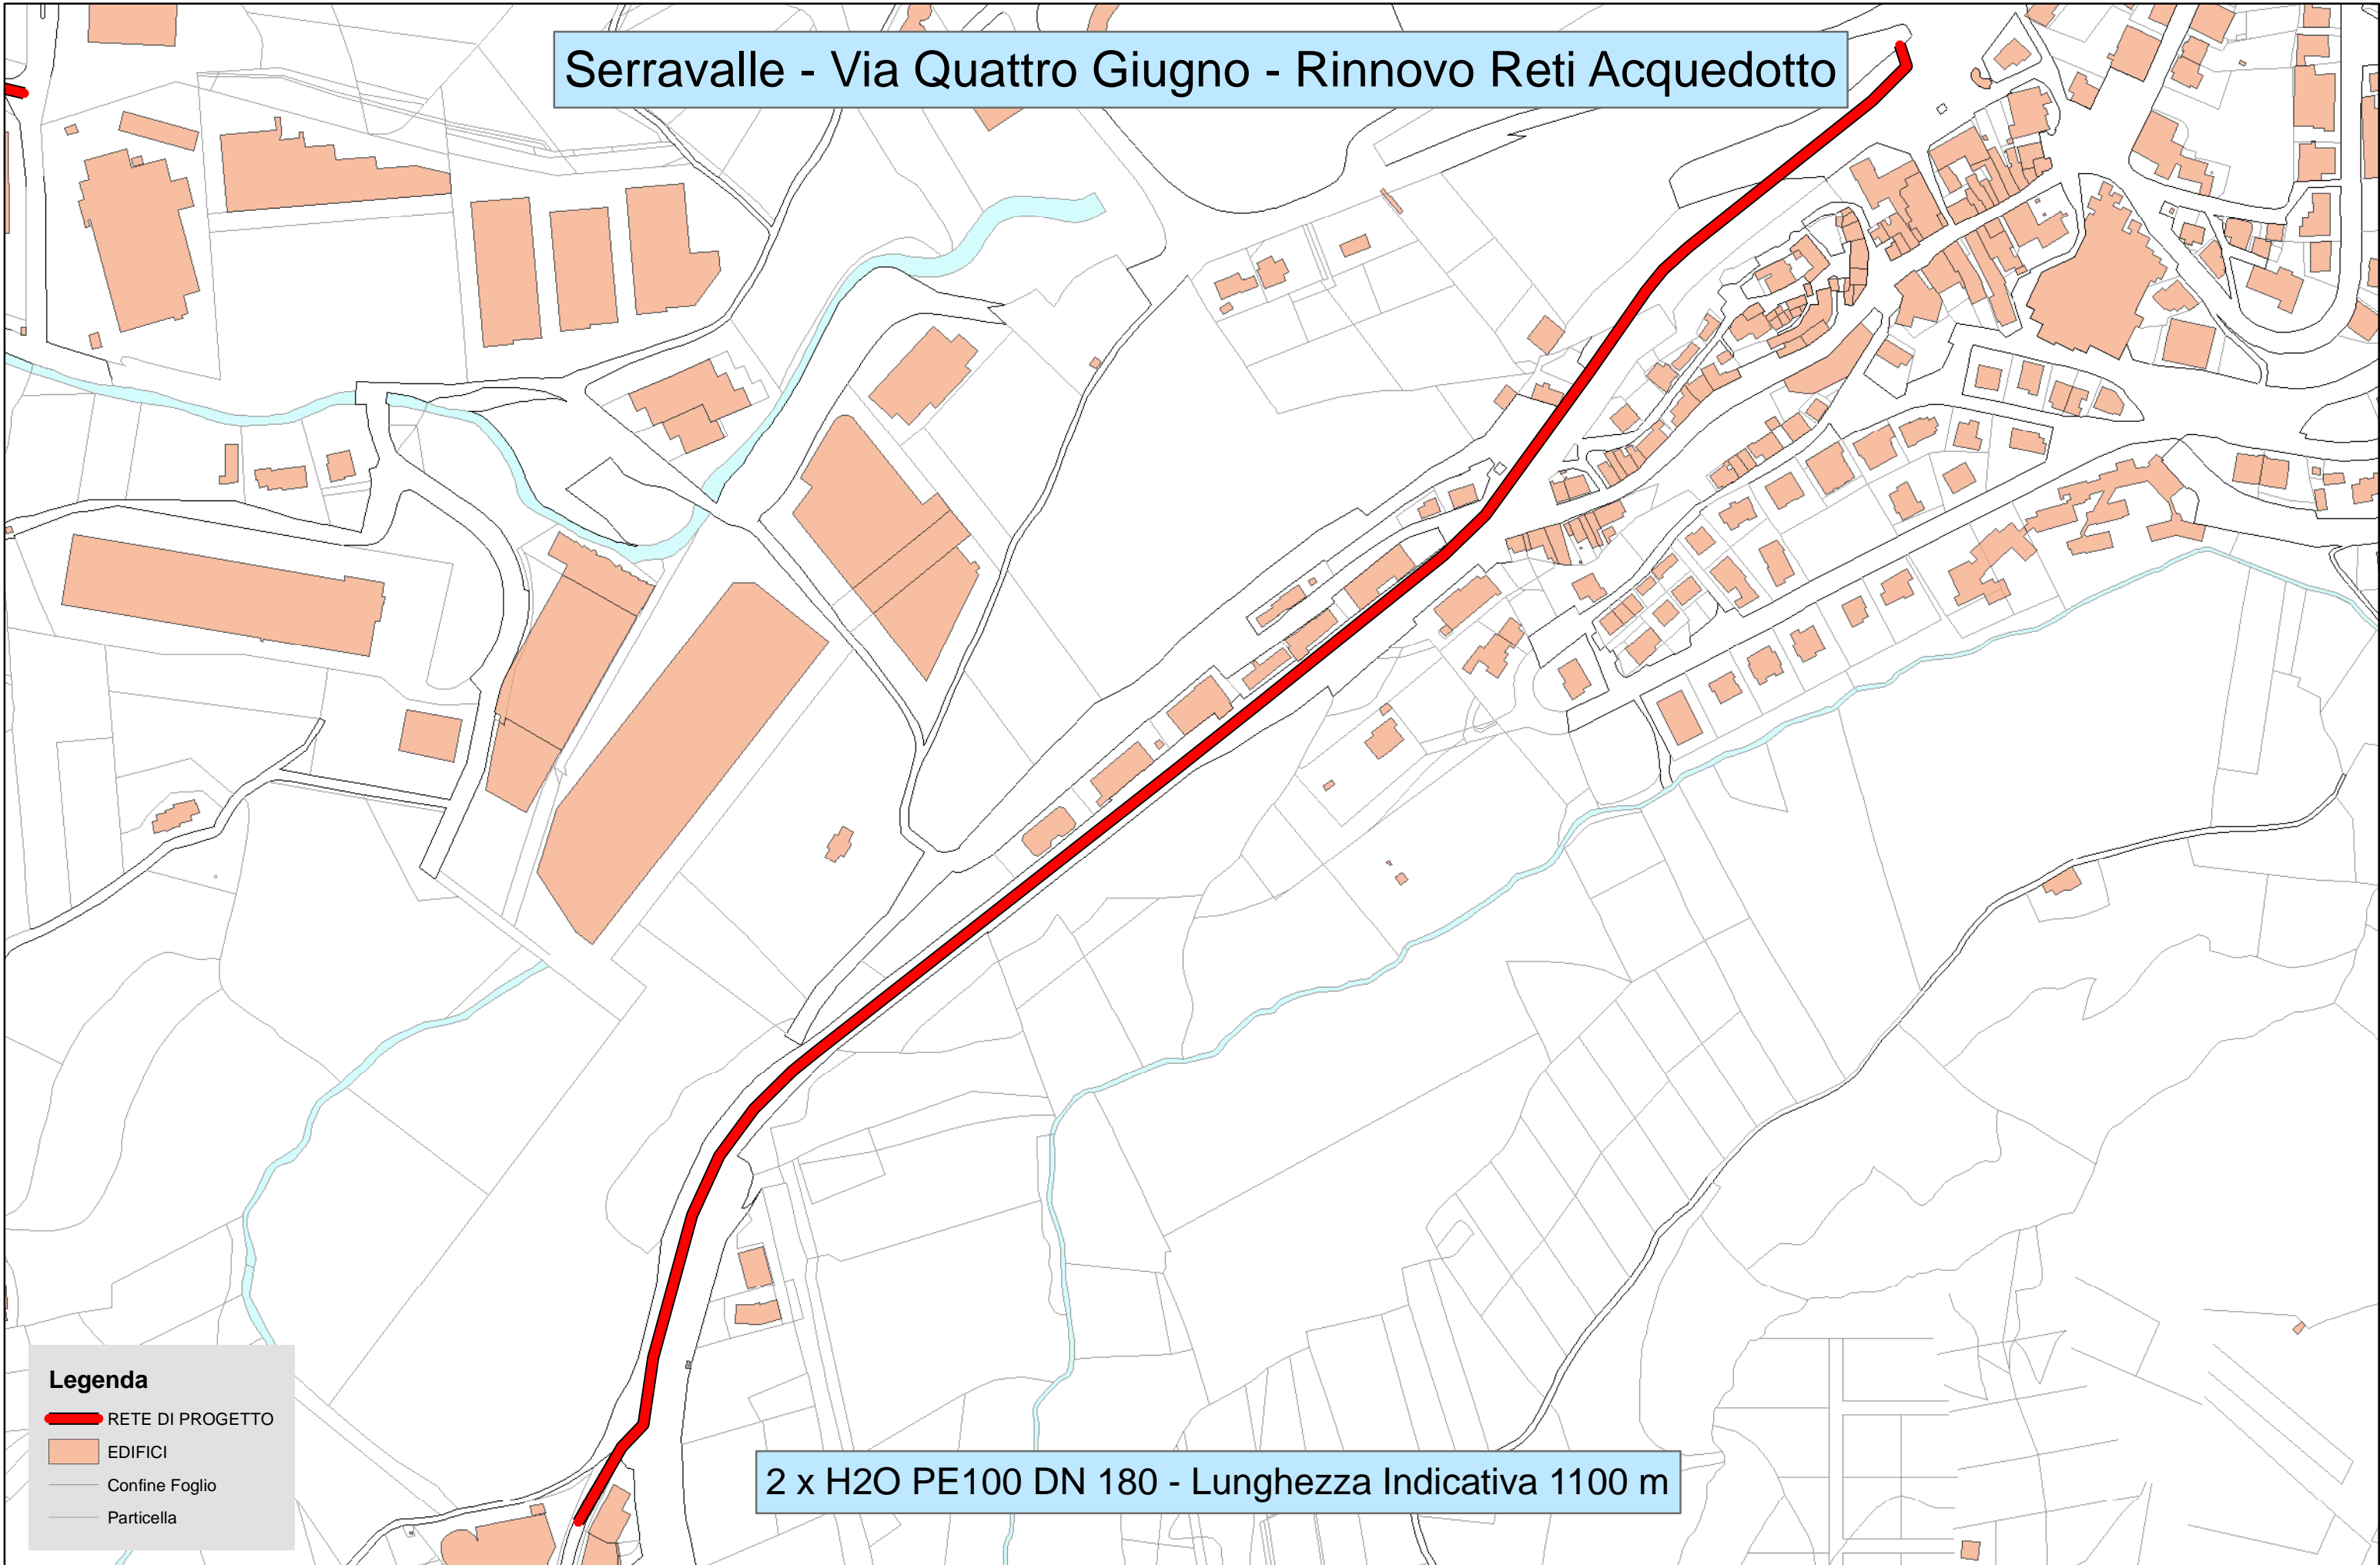 Serravalle - Via Quattro Giugno - Rinnovo Reti Acquedotto
Legenda
RETE DI PROGETTO
EDIFICI
Confine Foglio
Particella
2 x H2O PE100 DN 180 - Lunghezza Indicativa 1100 m